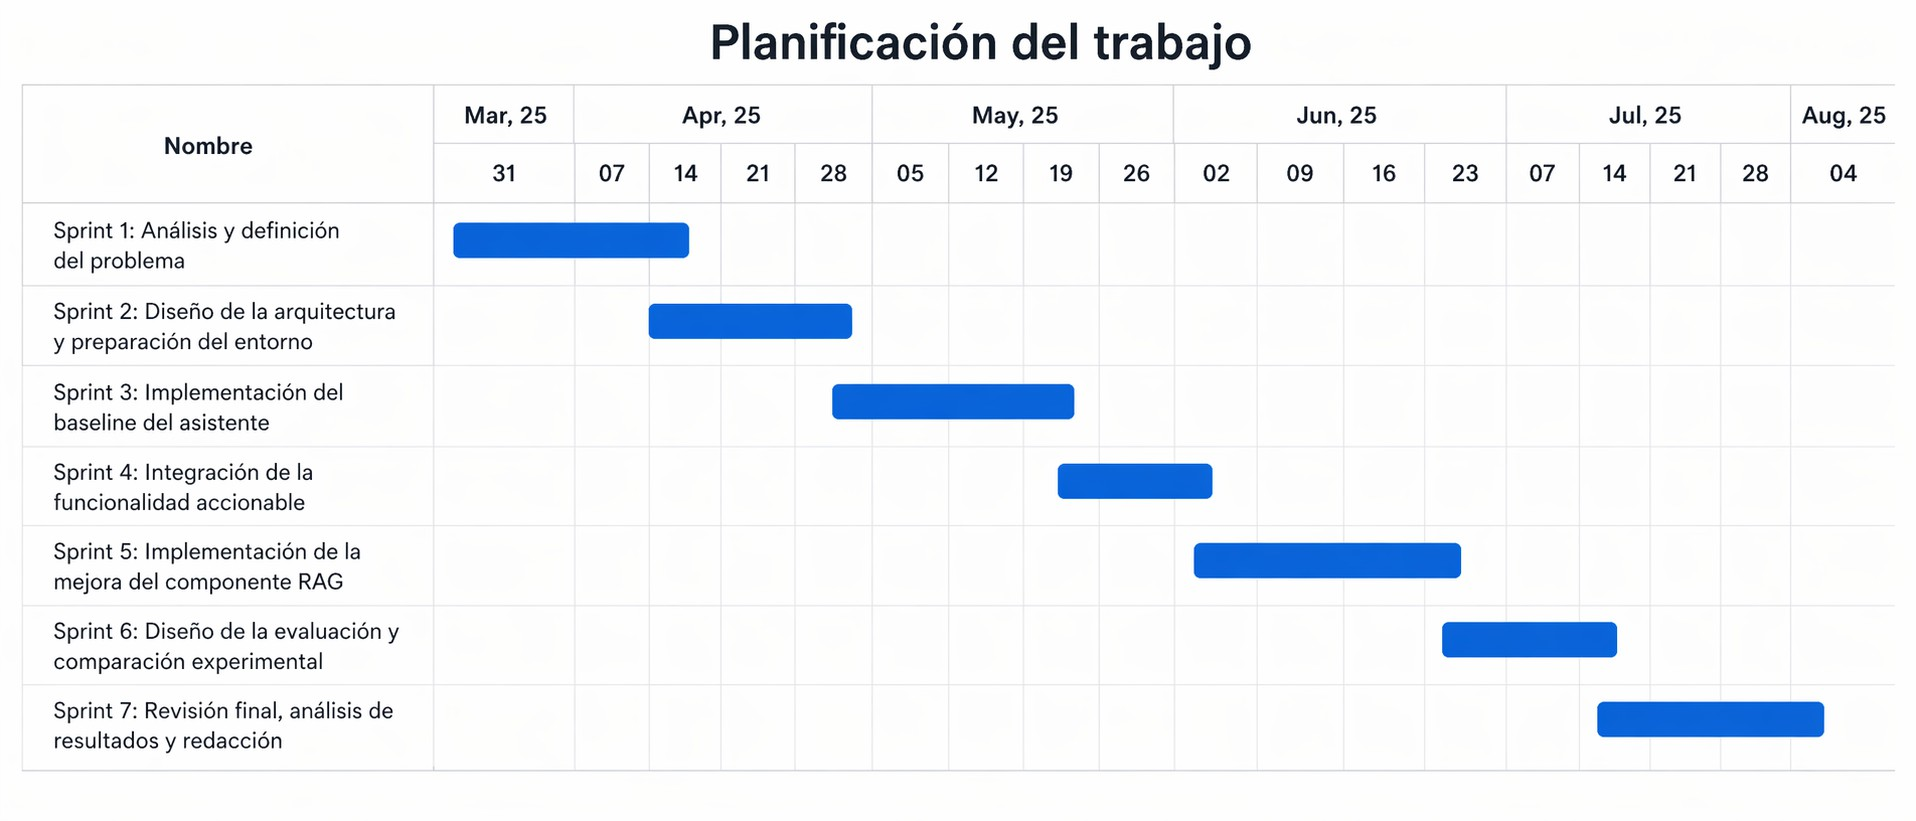 Planificación del trabajo
Nombre
Mar, 25 Apr, 25 May, 25 Jun, 25 Jul, 25 Aug, 25
31 07 14 21 28 05 12 19 26 02 09 16 23 07 14 21 28 04
Sprint 1: Análisis y definición
del problema
Sprint 2: Diseño de la arquitectura
y preparación del entorno
Sprint 3: Implementación del
baseline del asistente
Sprint 4: Integración de la
funcionalidad accionable
Sprint 5: Implementación de la
mejora del componente RAG
Sprint 6: Diseño de la evaluación y
comparación experimental
Sprint 7: Revisión final, análisis de
resultados y redacción